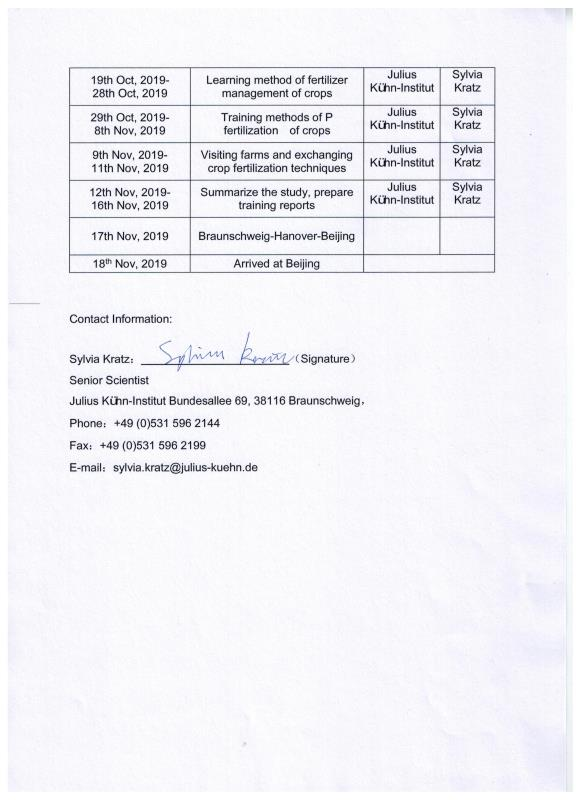 19th Oct, 2019- Learning method of fertilizer Julius Sylvia
28th Oct, 2019 management of crops Kühn-Institut Kratz
29th Oct, 2019- Training methods of P Julius Sylvia
8th Nov, 2019 fertilization of crops Kühn-Institut Kratz
9th Nov, 2019- Visiting farms and exchanging Julius Sylvia
11th Nov, 2019 crop fertilization techniques Kühn-Institut Kratz
12th Nov, 2019- Summarize the study, prepare Julius Sylvia
16th Nov, 2019 training reports Kühn-Institut Kratz
17th Nov, 2019 Braunschweig-Hanover-Beijing
18th Nov, 2019 Arrived at Beijing
Contact Information:
Sylvia Kratz： Sylvia Kratz （Signature）
Senior Scientist
Julius Kühn-Institut Bundesallee 69, 38116 Braunschweig，
Phone：+49 (0)531 596 2144
Fax：+49 (0)531 596 2199
E-mail：sylvia.kratz@julius-kuehn.de